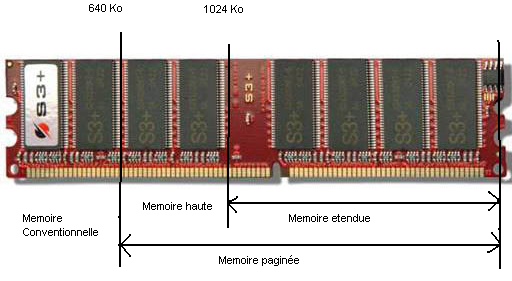 640 Ko
1024 Ko
S3+
S3+
Memoire haute
Memoire etendue
Memoire
Conventionnelle
Memoire paginée